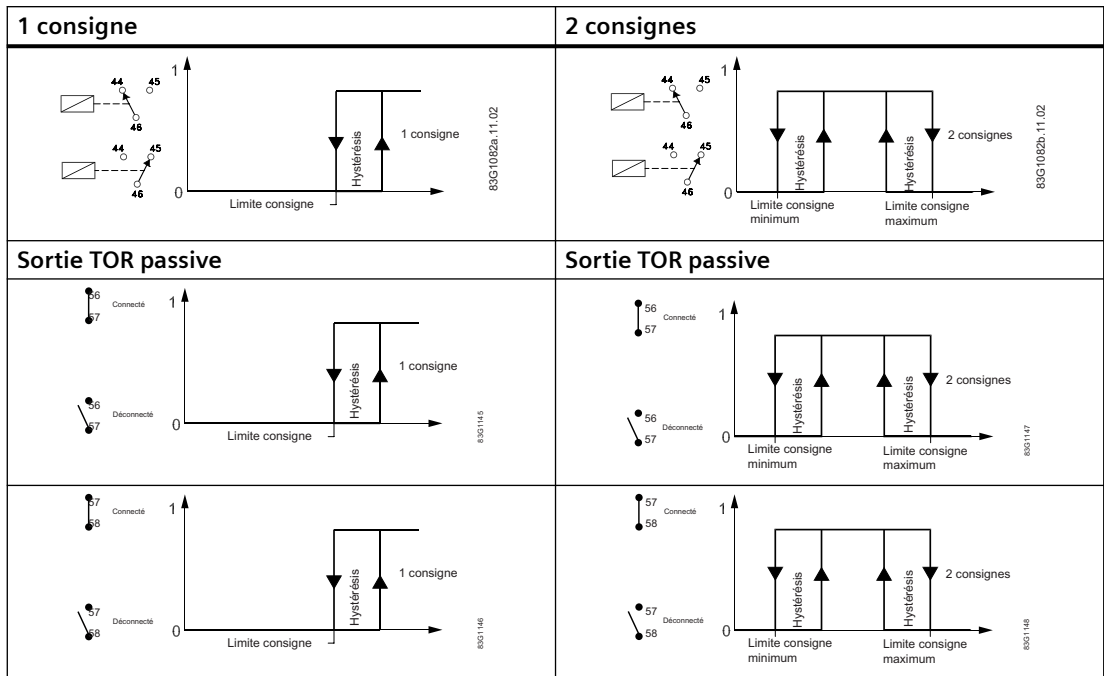 1 consigne
2 consignes
1
44
45
46
44
45
46
0
Hystérésis
1 consigne
Limite consigne
83G1082a.11.02
1
44
45
46
44
45
46
0
Hystérésis
Hystérésis
2 consignes
Limite consigne
minimum
Limite consigne
maximum
83G1082b.11.02
Sortie TOR passive
Sortie TOR passive
56
57
Connecté
56
57
Déconnecté
1
0
Hystérésis
1 consigne
Limite consigne
83G1145
56
57
Connecté
56
57
Déconnecté
1
0
Hystérésis
Hystérésis
2 consignes
Limite consigne
minimum
Limite consigne
maximum
83G1147
57
58
Connecté
57
58
Déconnecté
1
0
Hystérésis
1 consigne
Limite consigne
83G1146
57
58
Connecté
57
58
Déconnecté
1
0
Hystérésis
Hystérésis
2 consignes
Limite consigne
minimum
Limite consigne
maximum
83G1148